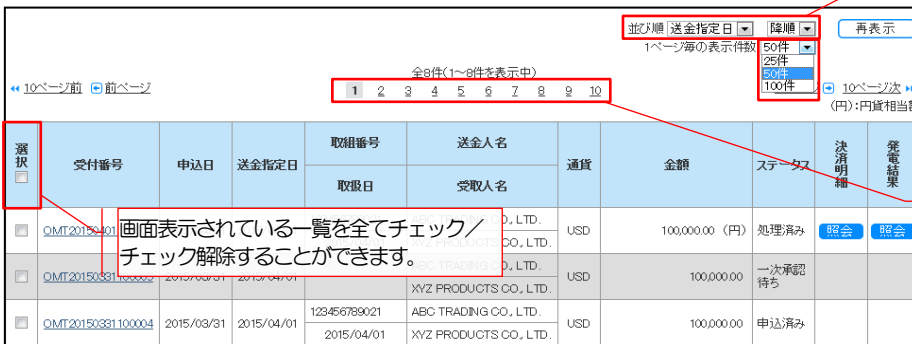 並び順 送金指定日 降順 再表示
1ページ毎の表示件数 50件
25件
50件
100件
全8件(1～8件を表示中)
10ページ前 前ページ 1 2 3 4 5 6 7 8 9 10 10ページ次
(円):円貨相当額
選択 受付番号 申込日 送金指定日 取組番号 送金人名 通貨 金額 ステータス 決済明細 発電結果
取扱日 受取人名
画面表示されている一覧を全てチェック／
チェック解除することができます。
CO., LTD.
USD 100,000.00 (円) 処理済み 照会 照会
XYZ PRODUCTS CO., LTD.
ABC TRADING CO., LTD.
USD 100,000.00 一次承認
待ち
XYZ PRODUCTS CO., LTD.
123456789021 ABC TRADING CO., LTD.
OMT20150331100004 2015/03/31 2015/04/01 USD 100,000.00 申込済み
2015/04/01 XYZ PRODUCTS CO., LTD.